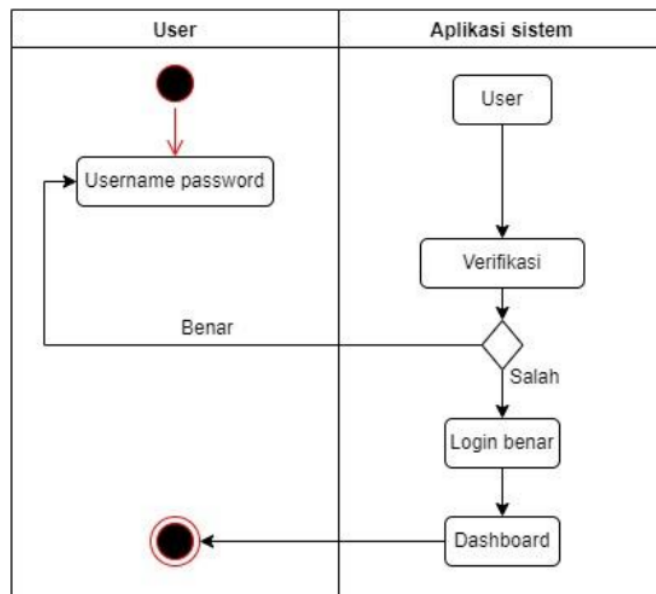 User
Aplikasi sistem
User
Username password
Verifikasi
Benar
Salah
Login benar
Dashboard